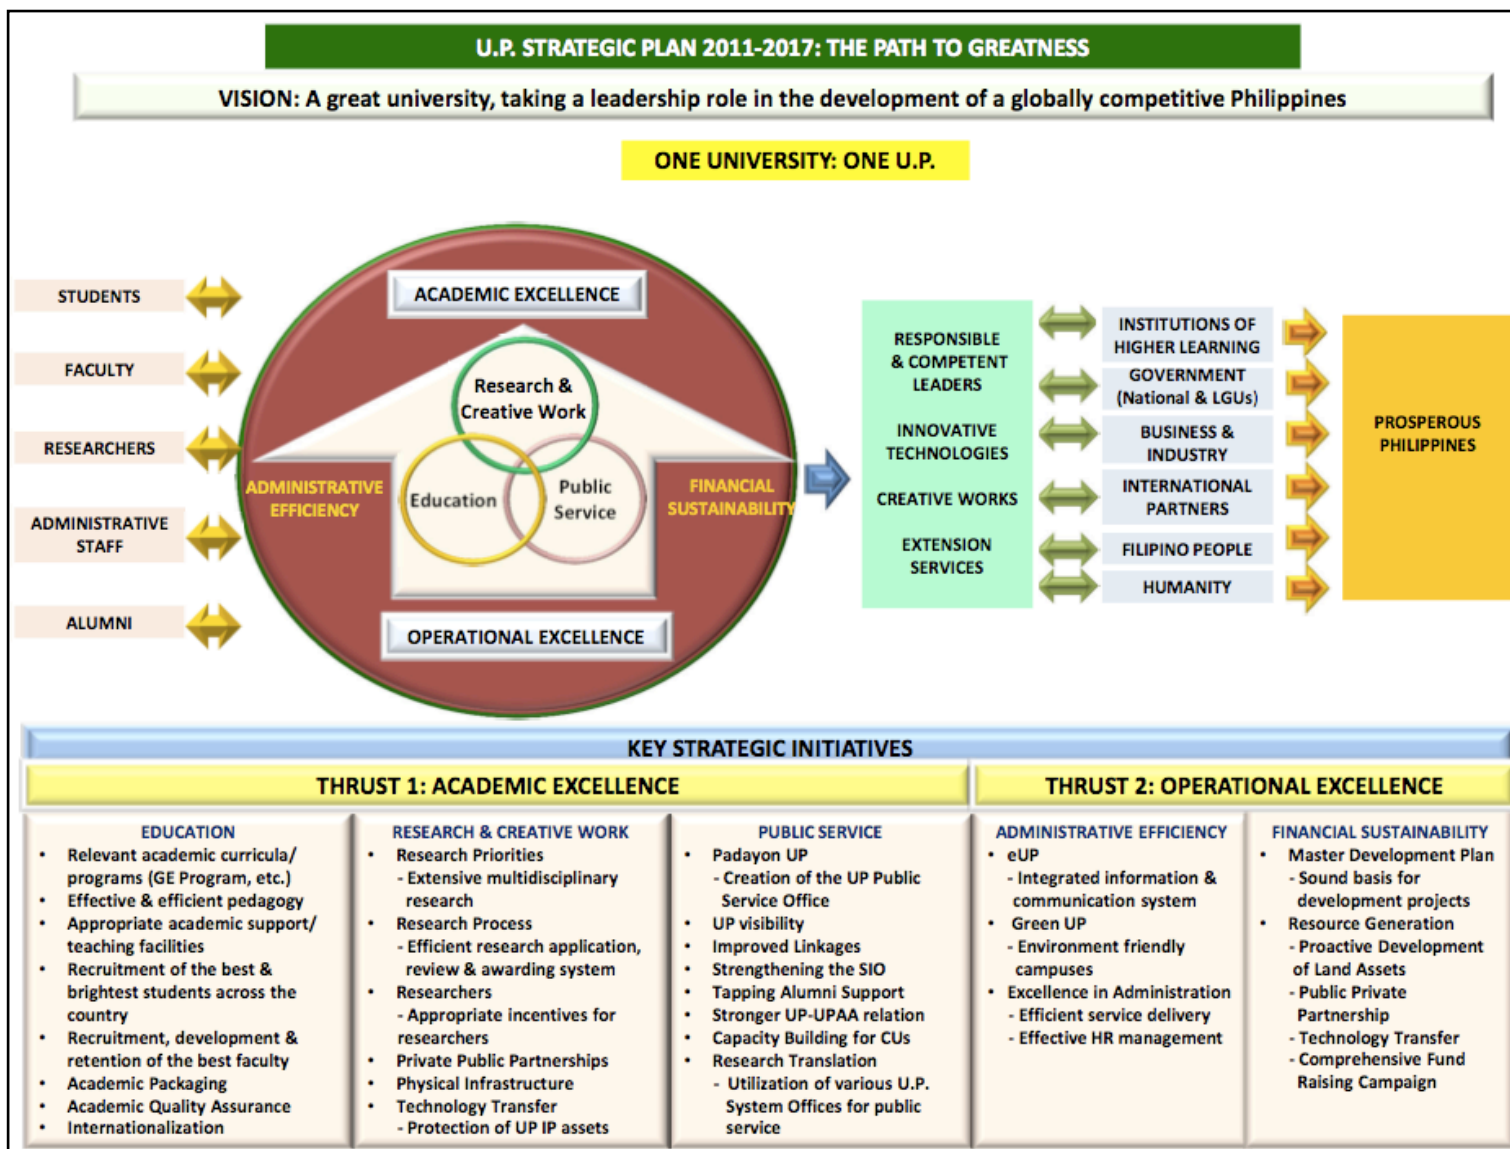 U.P. STRATEGIC PLAN 2011-2017: THE PATH TO GREATNESS
VISION: A great university, taking a leadership role in the development of a globally competitive Philippines
ONE UNIVERSITY: ONE U.P.
STUDENTS
FACULTY
RESEARCHERS
ADMINISTRATIVE
STAFF
ALUMNI
ACADEMIC EXCELLENCE
Research &
Creative Work
ADMINISTRATIVE
EFFICIENCY
Education
Public
Service
FINANCIAL
SUSTAINABILITY
OPERATIONAL EXCELLENCE
RESPONSIBLE
& COMPETENT
LEADERS
INNOVATIVE
TECHNOLOGIES
CREATIVE WORKS
EXTENSION
SERVICES
INSTITUTIONS OF
HIGHER LEARNING
GOVERNMENT
(National & LGUs)
BUSINESS &
INDUSTRY
INTERNATIONAL
PARTNERS
FILIPINO PEOPLE
HUMANITY
PROSPEROUS
PHILIPPINES
KEY STRATEGIC INITIATIVES
THRUST 1: ACADEMIC EXCELLENCE
THRUST 2: OPERATIONAL EXCELLENCE
EDUCATION
• Relevant academic curricula/
programs (GE Program, etc.)
• Effective & efficient pedagogy
• Appropriate academic support/
teaching facilities
• Recruitment of the best &
brightest students across the
country
• Recruitment, development &
retention of the best faculty
• Academic Packaging
• Academic Quality Assurance
• Internationalization
RESEARCH & CREATIVE WORK
• Research Priorities
- Extensive multidisciplinary
research
• Research Process
- Efficient research application,
review & awarding system
• Researchers
- Appropriate incentives for
researchers
• Private Public Partnerships
• Physical Infrastructure
• Technology Transfer
- Protection of UP IP assets
PUBLIC SERVICE
• Padayon UP
- Creation of the UP Public
Service Office
• UP visibility
• Improved Linkages
• Strengthening the SIO
• Tapping Alumni Support
• Stronger UP-UPAA relation
• Capacity Building for CUs
• Research Translation
- Utilization of various U.P.
System Offices for public
service
ADMINISTRATIVE EFFICIENCY
• eUP
- Integrated information &
communication system
• Green UP
- Environment friendly
campuses
• Excellence in Administration
- Efficient service delivery
- Effective HR management
FINANCIAL SUSTAINABILITY
• Master Development Plan
- Sound basis for
development projects
• Resource Generation
- Proactive Development
of Land Assets
- Public Private
Partnership
- Technology Transfer
- Comprehensive Fund
Raising Campaign